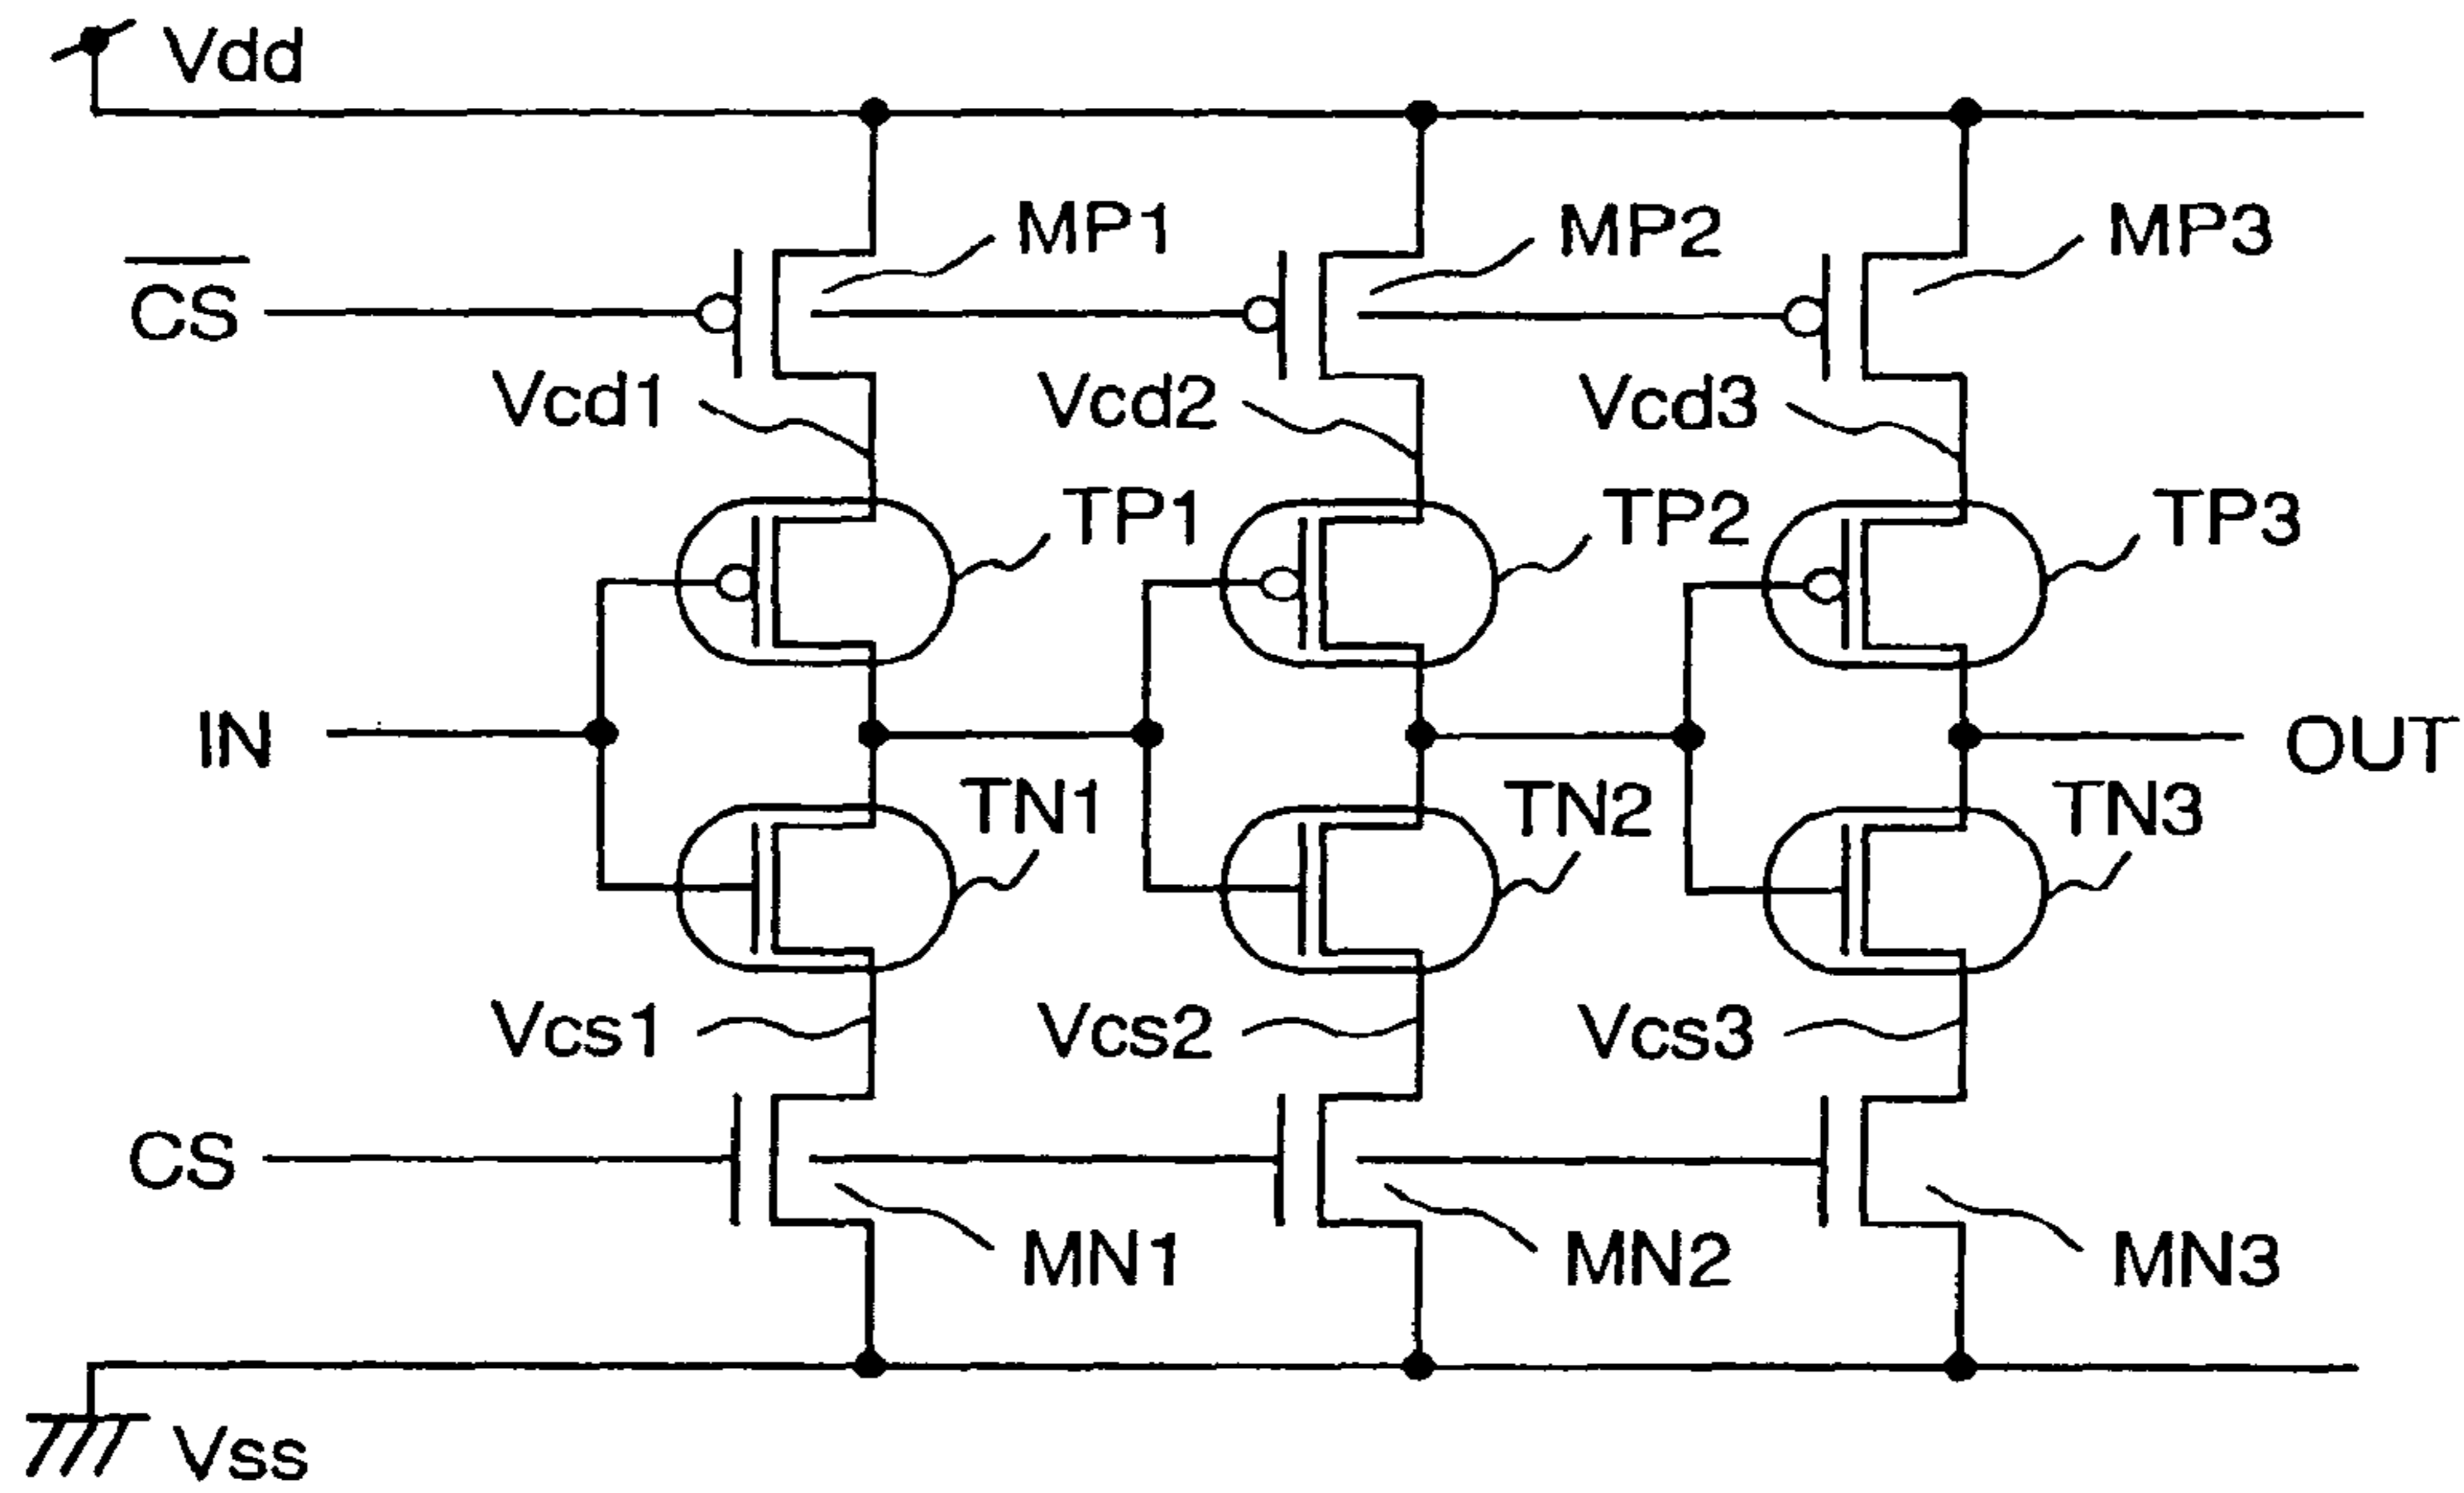 Vdd
MP1 MP2 MP3
C̅S̅
Vcd1 Vcd2 Vcd3
TP1 TP2 TP3
IN OUT
TN1 TN2 TN3
Vcs1 Vcs2 Vcs3
CS
MN1 MN2 MN3
Vss